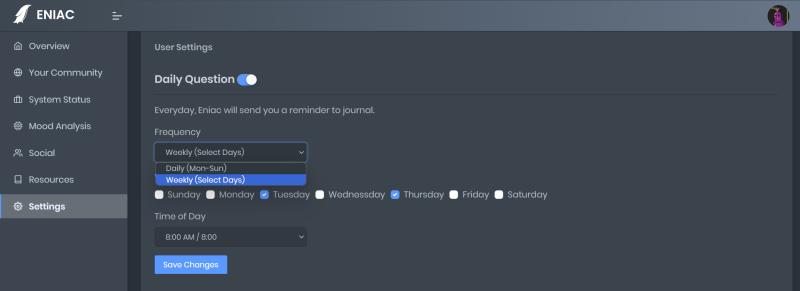 ENIAC
Overview
Your Community
System Status
Mood Analysis
Social
Resources
Settings
User Settings
Daily Question
Everyday, Eniac will send you a reminder to journal.
Frequency
Weekly (Select Days)
Daily (Mon-Sun)
Weekly (Select Days)
Sunday Monday Tuesday Wednessday Thursday Friday Saturday
Time of Day
8:00 AM / 8:00
Save Changes